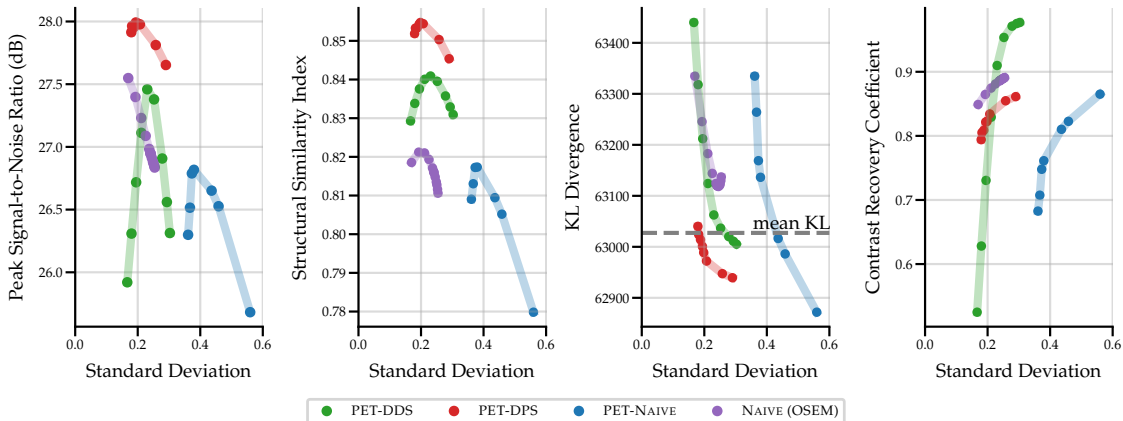 Peak Signal-to-Noise Ratio (dB)
28.0
27.5
27.0
26.5
26.0
0.0 0.2 0.4 0.6
Standard Deviation
Structural Similarity Index
0.85
0.84
0.83
0.82
0.81
0.80
0.79
0.78
0.0 0.2 0.4 0.6
Standard Deviation
KL Divergence
63400
63300
63200
63100
63000
62900
mean KL
0.0 0.2 0.4 0.6
Standard Deviation
Contrast Recovery Coefficient
0.9
0.8
0.7
0.6
0.0 0.2 0.4 0.6
Standard Deviation
PET-DDS PET-DPS PET-NAIVE NAIVE (OSEM)